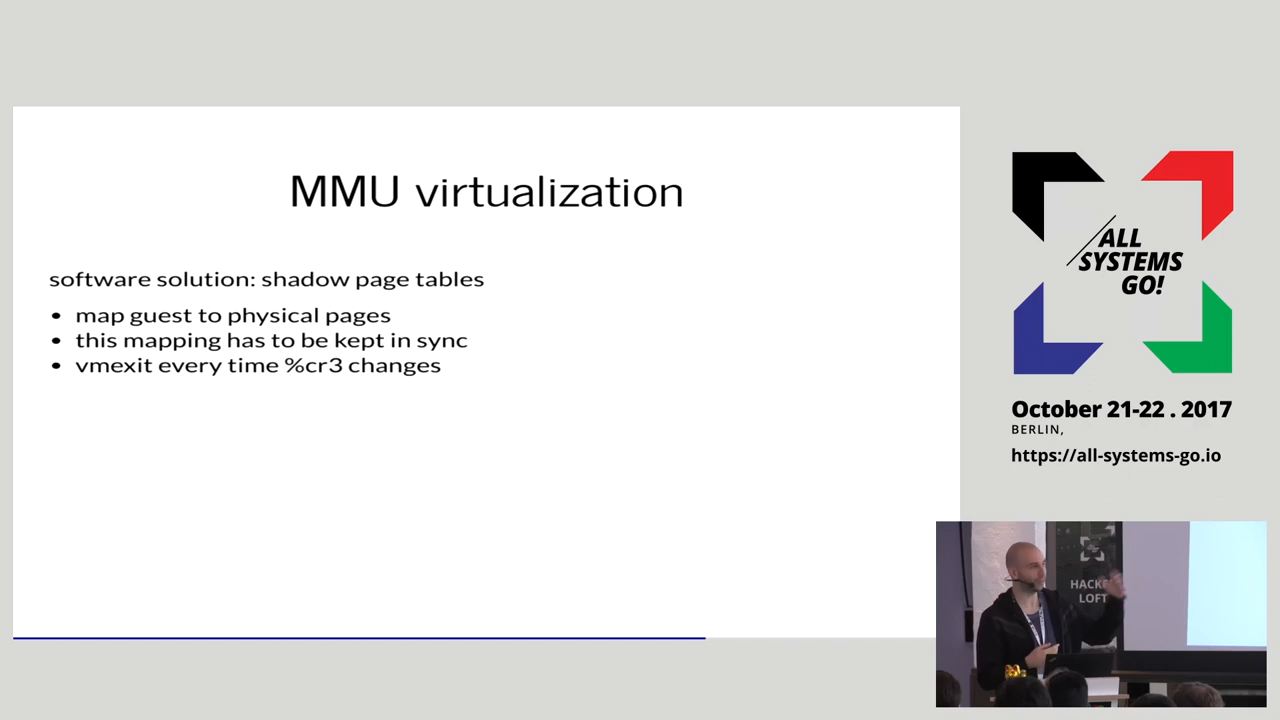 MMU virtualization
software solution: shadow page tables
• map guest to physical pages
• this mapping has to be kept in sync
• vmexit every time %cr3 changes
ALL
SYSTEMS
GO!
October 21-22 . 2017
BERLIN,
https://all-systems-go.io
LOFT